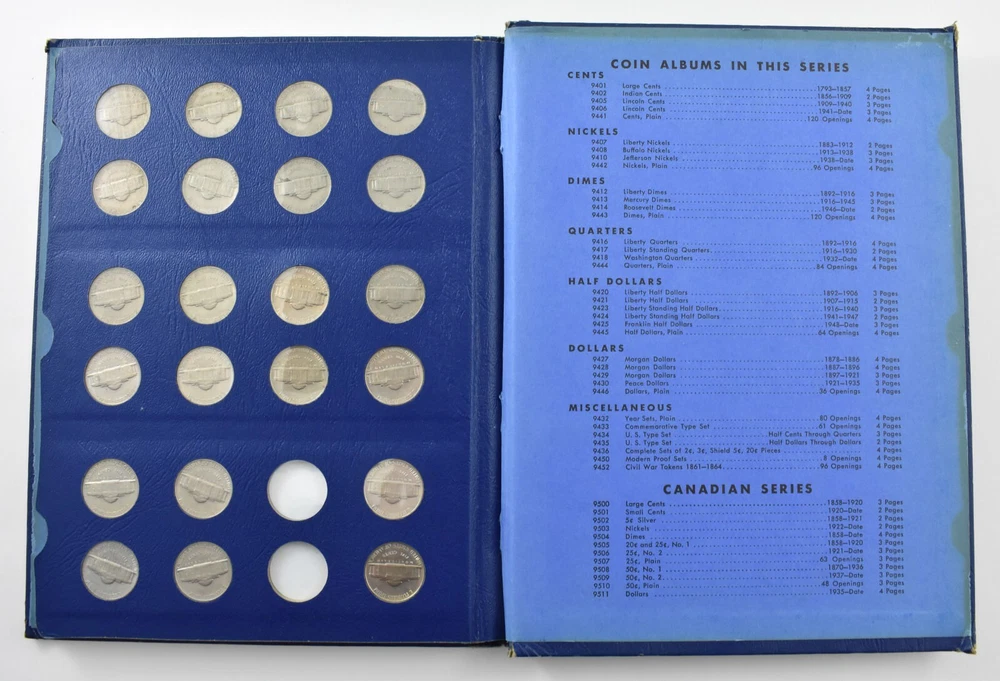 COIN ALBUMS IN THIS SERIES
CENTS
9401 Large Cents 1793–1857 4 Pages
9402 Indian Cents 1856–1909 2 Pages
9405 Lincoln Cents 1909–1940 3 Pages
9406 Lincoln Cents 1941–Date 3 Pages
9441 Cents, Plain 120 Openings 4 Pages
NICKELS
9407 Liberty Nickels 1883–1912 2 Pages
9408 Buffalo Nickels 1913–1938 3 Pages
9410 Jefferson Nickels 1938–Date 3 Pages
9442 Nickels, Plain 96 Openings 4 Pages
DIMES
9412 Liberty Dimes 1892–1916 3 Pages
9413 Mercury Dimes 1916–1945 3 Pages
9414 Roosevelt Dimes 1946–Date 2 Pages
9443 Dimes, Plain 120 Openings 4 Pages
QUARTERS
9416 Liberty Quarters 1892–1916 4 Pages
9417 Liberty Standing Quarters 1916–1930 2 Pages
9418 Washington Quarters 1932–Date 4 Pages
9444 Quarters, Plain 84 Openings 4 Pages
HALF DOLLARS
9420 Liberty Half Dollars 1892–1906 3 Pages
9421 Liberty Half Dollars 1907–1915 2 Pages
9423 Liberty Standing Half Dollars 1916–1940 3 Pages
9424 Liberty Standing Half Dollars 1941–1947 2 Pages
9425 Franklin Half Dollars 1948–Date 3 Pages
9445 Half Dollars, Plain 64 Openings 4 Pages
DOLLARS
9427 Morgan Dollars 1878–1886 4 Pages
9428 Morgan Dollars 1887–1896 4 Pages
9429 Morgan Dollars 1897–1921 3 Pages
9430 Peace Dollars 1921–1935 3 Pages
9446 Dollars, Plain 36 Openings 4 Pages
MISCELLANEOUS
9432 Year Sets, Plain 80 Openings 4 Pages
9433 Commemorative Type Set 61 Openings 4 Pages
9434 U. S. Type Set Half Cents Through Quarters 3 Pages
9435 U. S. Type Set Half Dollars Through Dollars 2 Pages
9436 Complete Sets of 2¢, 3¢, Shield 5¢, 20¢ Pieces 4 Pages
9450 Modern Proof Sets 8 Openings 4 Pages
9452 Civil War Tokens 1861–1864 96 Openings 4 Pages
CANADIAN SERIES
9500 Large Cents 1858–1920 3 Pages
9501 Small Cents 1920–Date 2 Pages
9502 5¢ Silver 1858–1921 2 Pages
9503 Nickels 1922–Date 2 Pages
9504 Dimes 1858–Date 4 Pages
9505 20¢ and 25¢, No. 1 1858–1920 3 Pages
9506 25¢, No. 2 1921–Date 3 Pages
9507 25¢, Plain 63 Openings 3 Pages
9508 50¢, No. 1 1870–1936 3 Pages
9509 50¢, No. 2 1937–Date 3 Pages
9510 50¢, Plain 48 Openings 3 Pages
9511 Dollars 1935–Date 4 Pages